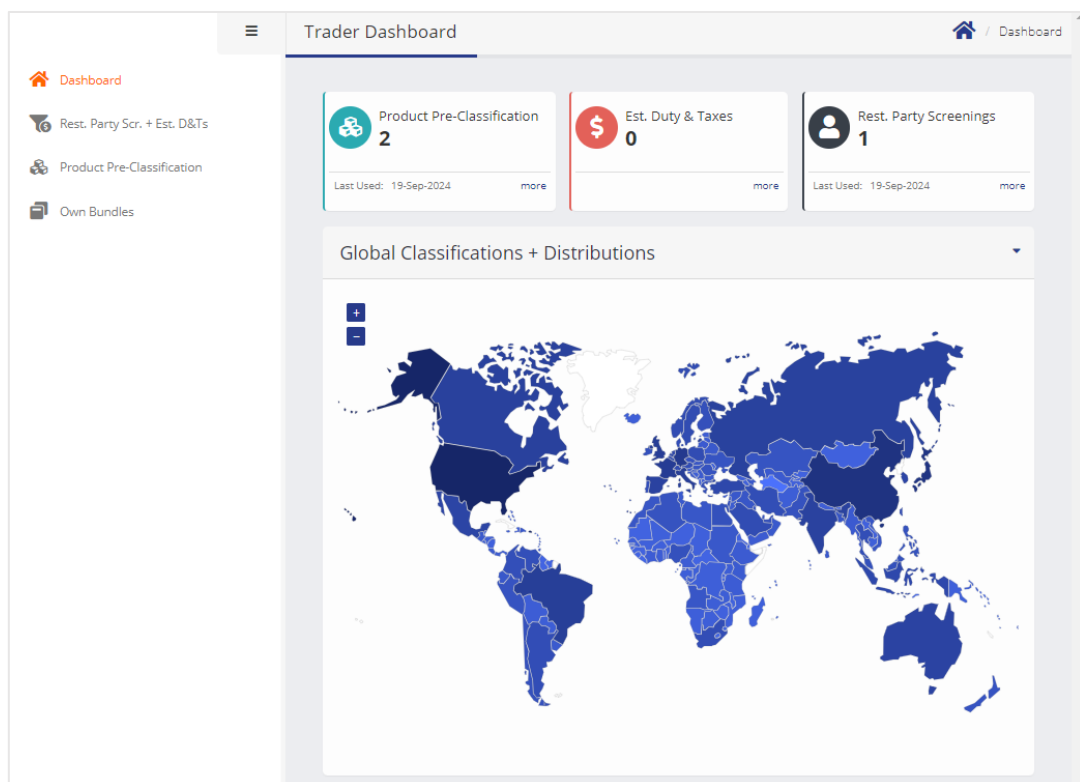 Trader Dashboard
/ Dashboard
Dashboard
Rest. Party Scr. + Est. D&Ts
Product Pre-Classification
Own Bundles
Product Pre-Classification
2
Last Used: 19-Sep-2024 more
Est. Duty & Taxes
0
more
Rest. Party Screenings
1
Last Used: 19-Sep-2024 more
Global Classifications + Distributions
+
−